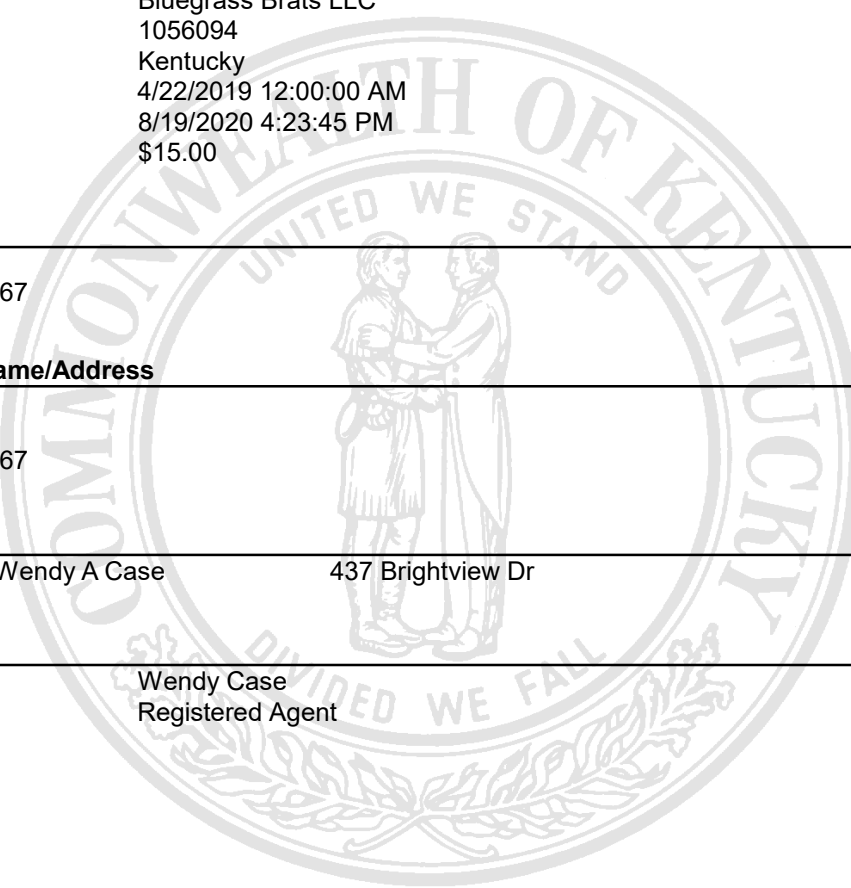 Bluegrass Brats LLC
1056094
Kentucky
4/22/2019 12:00:00 AM
8/19/2020 4:23:45 PM
$15.00
COMMONWEALTH OF KENTUCKY
UNITED WE STAND
67
ame/Address
67
Wendy A Case 437 Brightview Dr
DIVIDED WE FALL
Wendy Case
Registered Agent